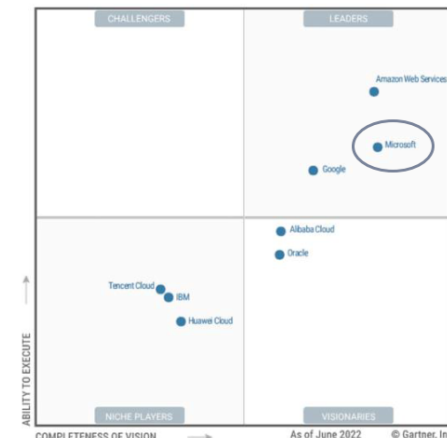 CHALLENGERS
LEADERS
Amazon Web Services
Microsoft
Google
Alibaba Cloud
Oracle
Tencent Cloud
IBM
Huawei Cloud
ABILITY TO EXECUTE
NICHE PLAYERS
VISIONARIES
COMPLETENESS OF VISION
As of June 2022
© Gartner, In